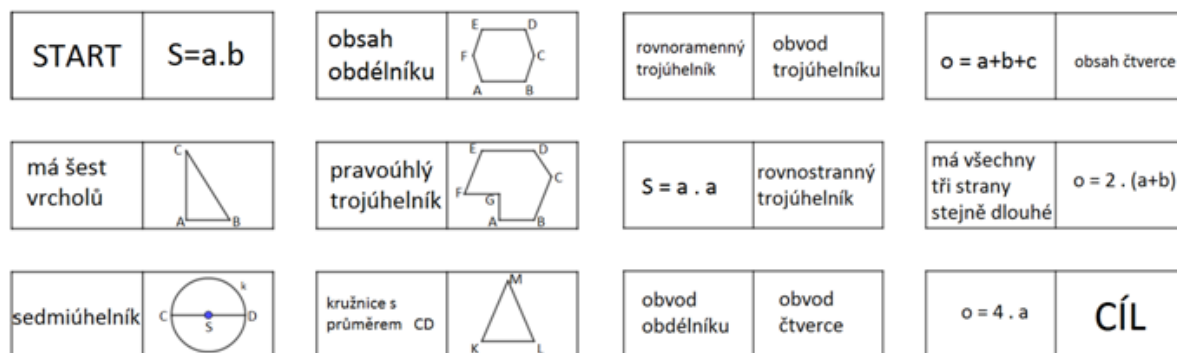 START
S=a.b
obsah
obdélníku
E D
F C
A B
rovnoramenný
trojúhelník
obvod
trojúhelníku
o = a+b+c
obsah čtverce
má šest
vrcholů
C
A B
pravoúhlý
trojúhelník
E D
C
F G
A B
S = a . a
rovnostranný
trojúhelník
má všechny
tři strany
stejně dlouhé
o = 2 . (a+b)
sedmiúhelník
k
C D
S
kružnice s
průměrem CD
M
K L
obvod
obdélníku
obvod
čtverce
o = 4 . a
CÍL